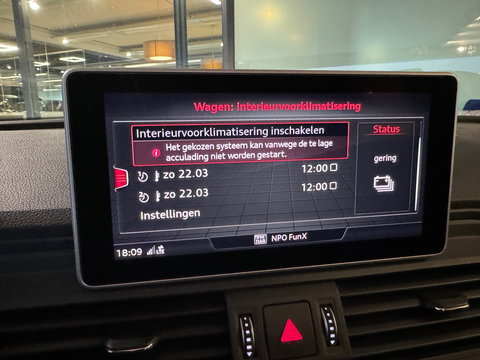 Wagen: Interieurvoorklimatisering
Interieurvoorklimatisering inschakelen
Het gekozen systeem kan vanwege de te lage
acculading niet worden gestart.
zo 22.03 12:00
zo 22.03 12:00
Instellingen
Status
gering
NPO FunX
18:09 LTE